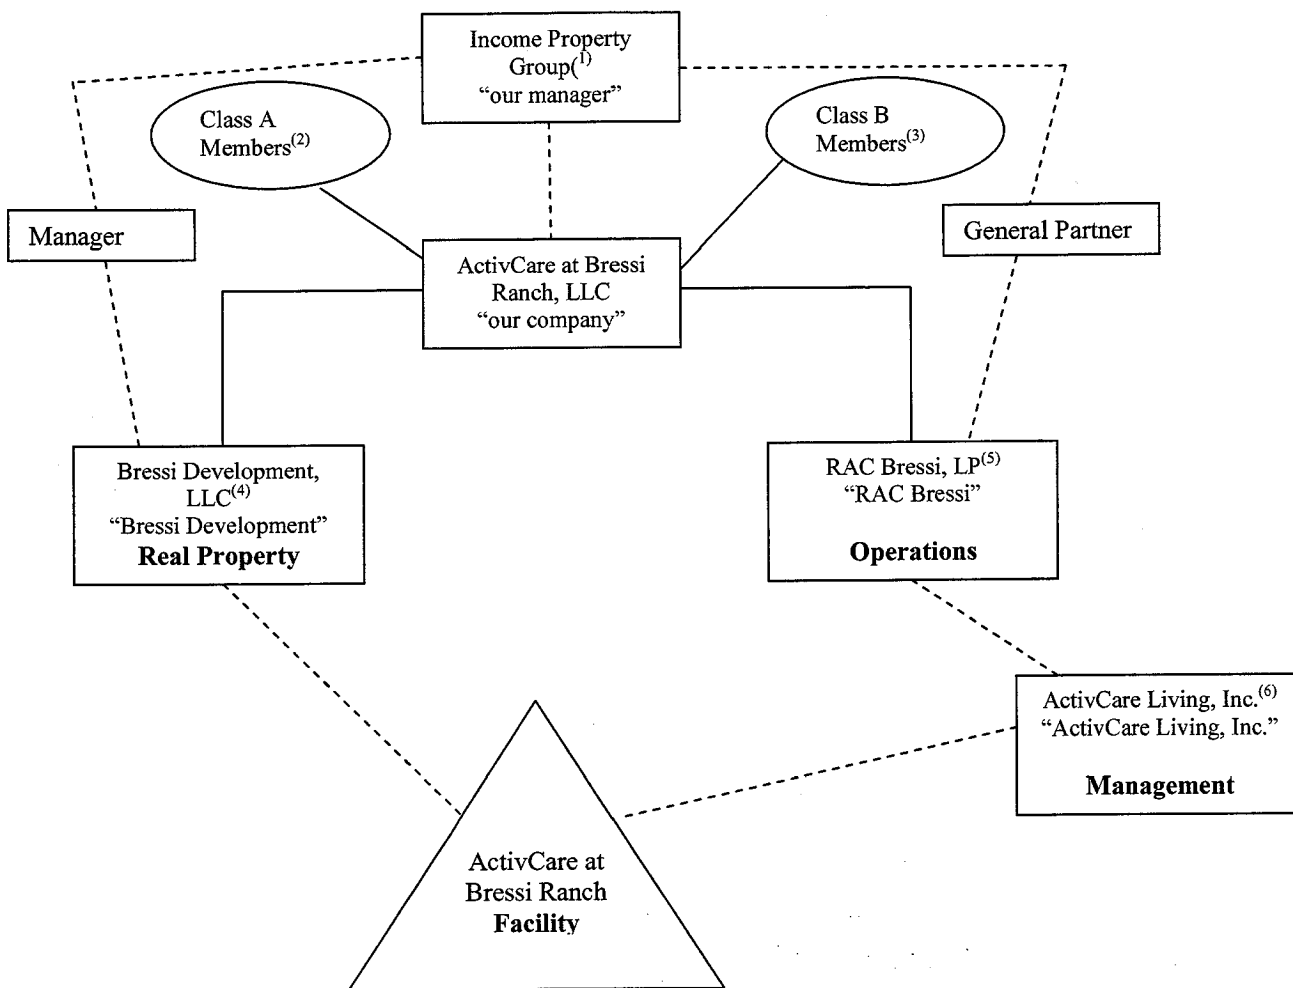 Income Property
Group(1)
“our manager”
Class A
Members(2)
Class B
Members(3)
Manager
General Partner
ActivCare at Bressi
Ranch, LLC
“our company”
Bressi Development,
LLC(4)
“Bressi Development”
Real Property
RAC Bressi, LP(5)
“RAC Bressi”
Operations
ActivCare Living, Inc.(6)
“ActivCare Living, Inc.”
Management
ActivCare at
Bressi Ranch
Facility